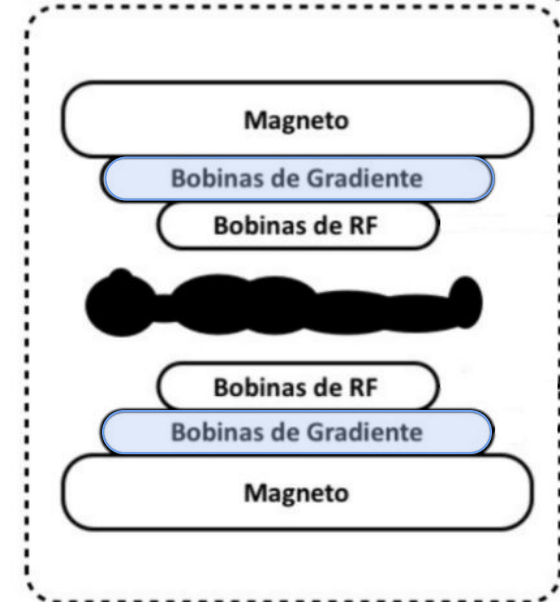 Magneto
Bobinas de Gradiente
Bobinas de RF
Bobinas de RF
Bobinas de Gradiente
Magneto